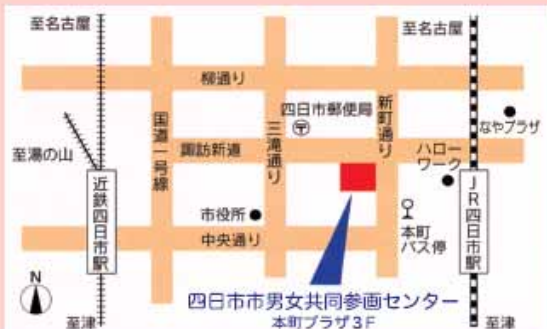 至名古屋
至名古屋
柳通り
四日市郵便局
〒
なやプラザ
国道一号線
三滝通り
新町通り
諏訪新道
ハロー
ワーク
至湯の山
近鉄四日市駅
JR四日市駅
市役所
本町
バス停
中央通り
N
四日市市男女共同参画センター
本町プラザ3F
至津
至津